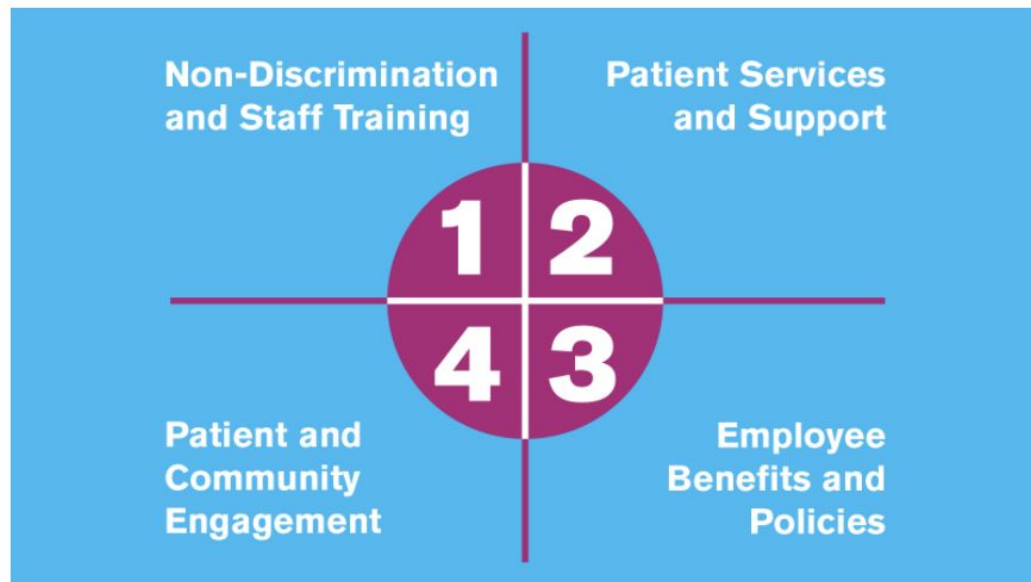 Non-Discrimination
and Staff Training
Patient Services
and Support
1
2
4
3
Patient and
Community
Engagement
Employee
Benefits and
Policies